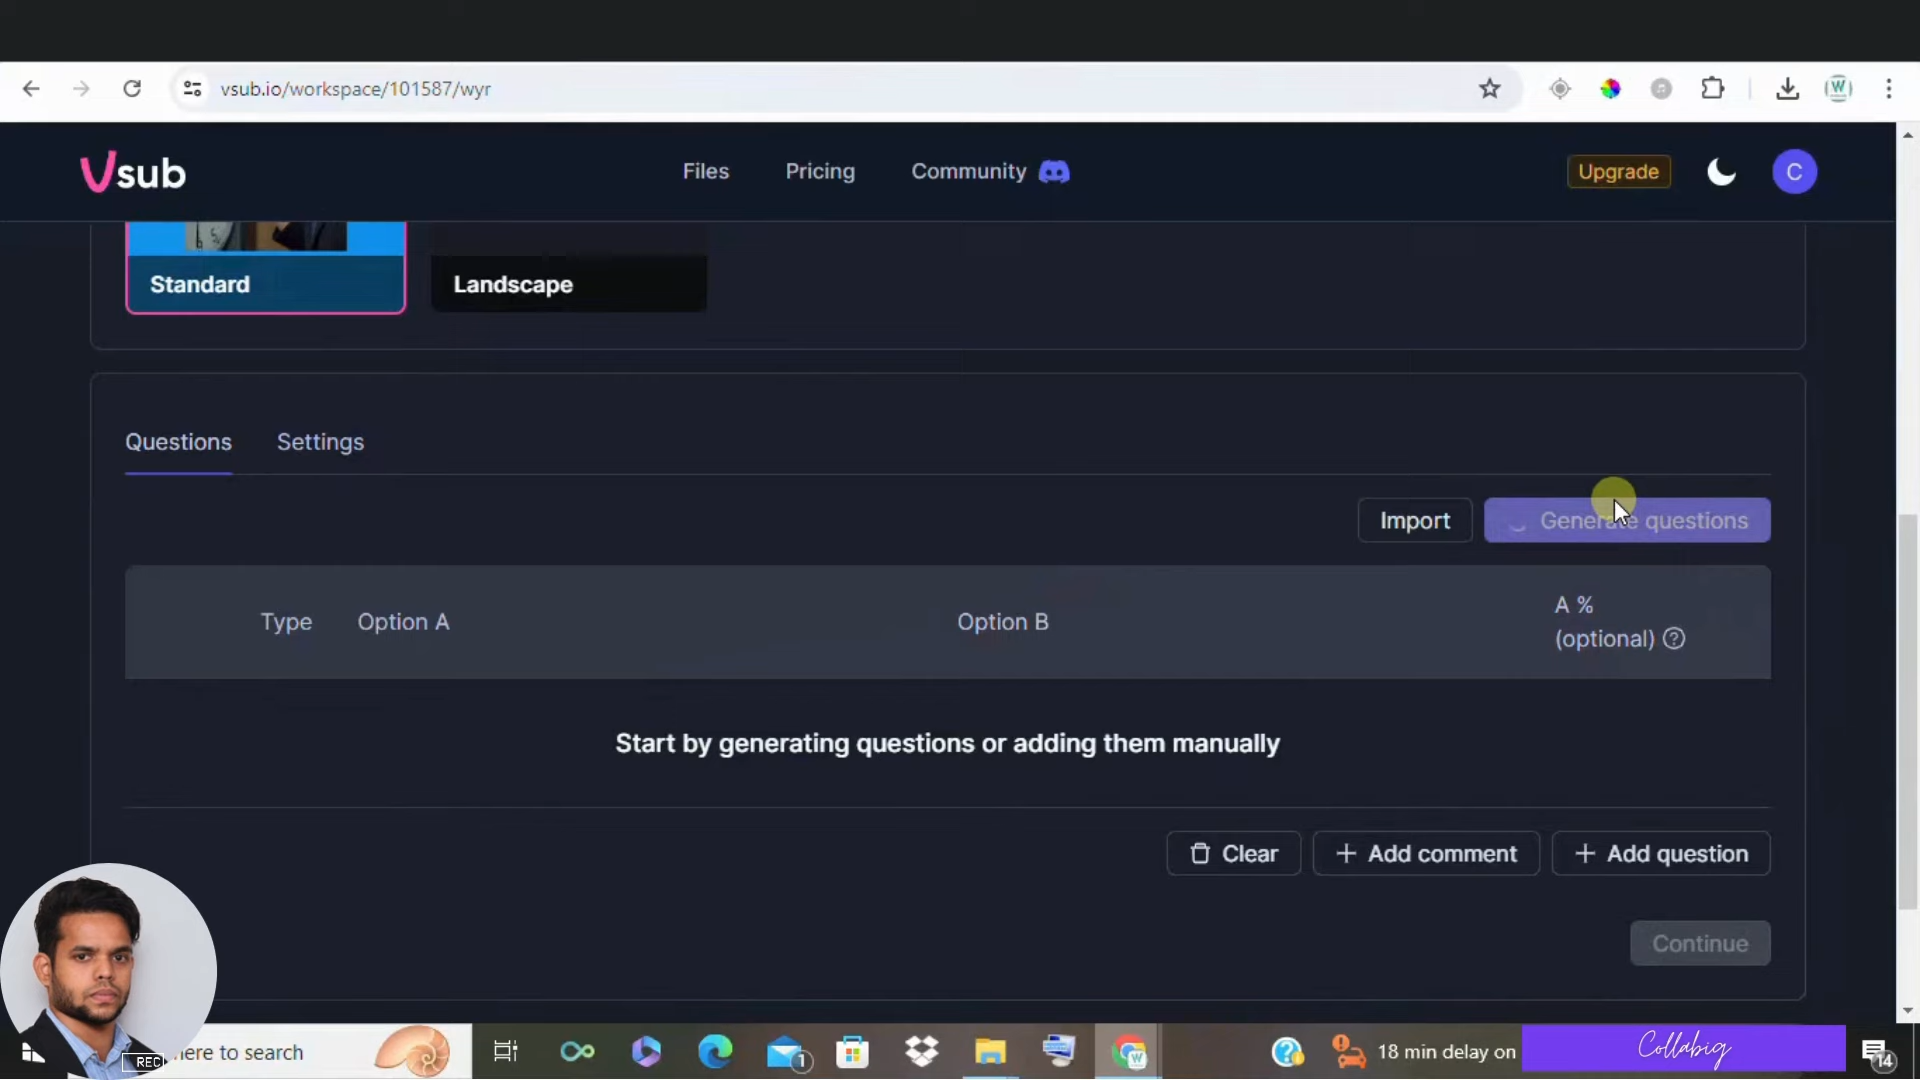 vsub.io/workspace/101587/wyr
Vsub
Files
Pricing
Community
Upgrade
C
Standard
Landscape
Questions
Settings
Import
Generate questions
Type
Option A
Option B
A %
(optional)
Start by generating questions or adding them manually
Clear
+ Add comment
+ Add question
Continue
REC
here to search
1
18 min delay on
Collabig
14